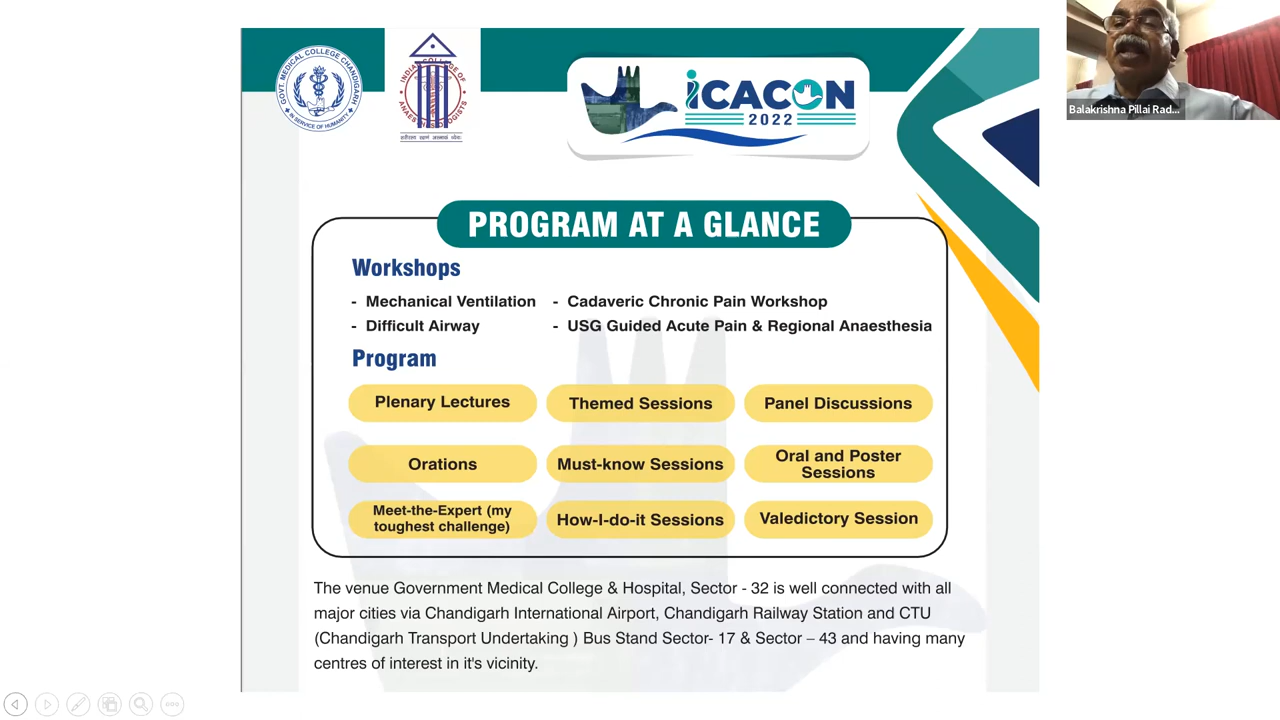 GOVT. MEDICAL COLLEGE CHANDIGARH
IN SERVICE OF HUMANITY
INDIAN COLLEGE OF
ANAESTHESIOLOGISTS
iCACON
2022
Balakrishna Pillai Rad...
PROGRAM AT A GLANCE
Workshops
- Mechanical Ventilation
- Cadaveric Chronic Pain Workshop
- Difficult Airway
- USG Guided Acute Pain & Regional Anaesthesia
Program
Plenary Lectures
Themed Sessions
Panel Discussions
Orations
Must-know Sessions
Oral and Poster
Sessions
Meet-the-Expert (my
toughest challenge)
How-I-do-it Sessions
Valedictory Session
The venue Government Medical College & Hospital, Sector - 32 is well connected with all
major cities via Chandigarh International Airport, Chandigarh Railway Station and CTU
(Chandigarh Transport Undertaking ) Bus Stand Sector- 17 & Sector – 43 and having many
centres of interest in it's vicinity.